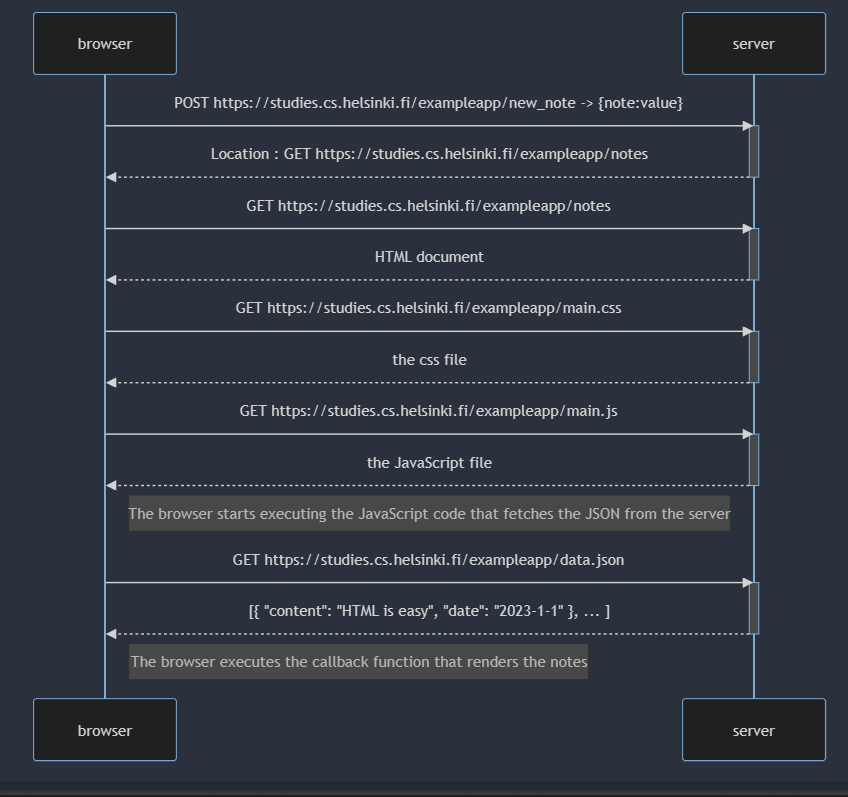 browser
server
POST https://studies.cs.helsinki.fi/exampleapp/new_note -> {note:value}
Location : GET https://studies.cs.helsinki.fi/exampleapp/notes
GET https://studies.cs.helsinki.fi/exampleapp/notes
HTML document
GET https://studies.cs.helsinki.fi/exampleapp/main.css
the css file
GET https://studies.cs.helsinki.fi/exampleapp/main.js
the JavaScript file
The browser starts executing the JavaScript code that fetches the JSON from the server
GET https://studies.cs.helsinki.fi/exampleapp/data.json
[{ "content": "HTML is easy", "date": "2023-1-1" }, ... ]
The browser executes the callback function that renders the notes
browser
server